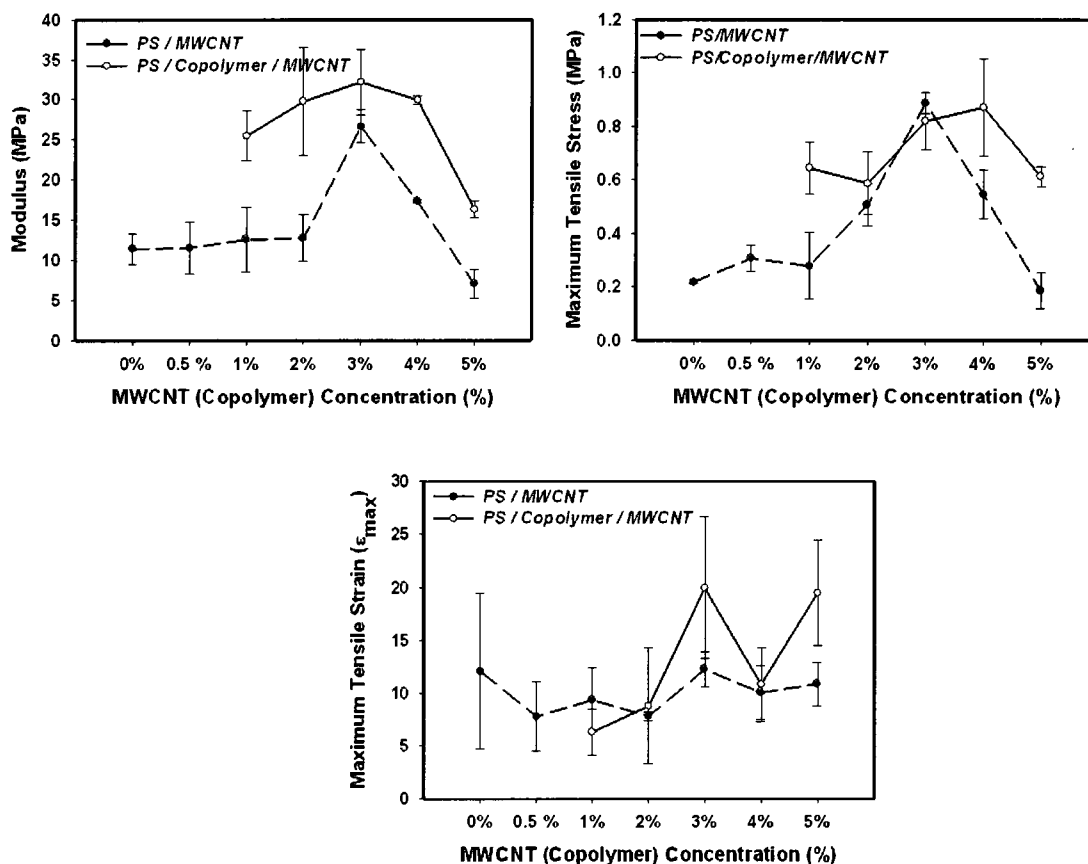 Modulus (MPa)
40
35
30
25
20
15
10
5
0
PS / MWCNT
PS / Copolymer / MWCNT
0% 0.5 % 1% 2% 3% 4% 5%
MWCNT (Copolymer) Concentration (%)
Maximum Tensile Stress (MPa)
1.2
1.0
0.8
0.6
0.4
0.2
0.0
PS/MWCNT
PS/Copolymer/MWCNT
0% 0.5 % 1% 2% 3% 4% 5%
MWCNT (Copolymer) Concentration (%)
Maximum Tensile Strain (εmax)
30
25
20
15
10
5
0
PS / MWCNT
PS / Copolymer / MWCNT
0% 0.5 % 1% 2% 3% 4% 5%
MWCNT (Copolymer) Concentration (%)